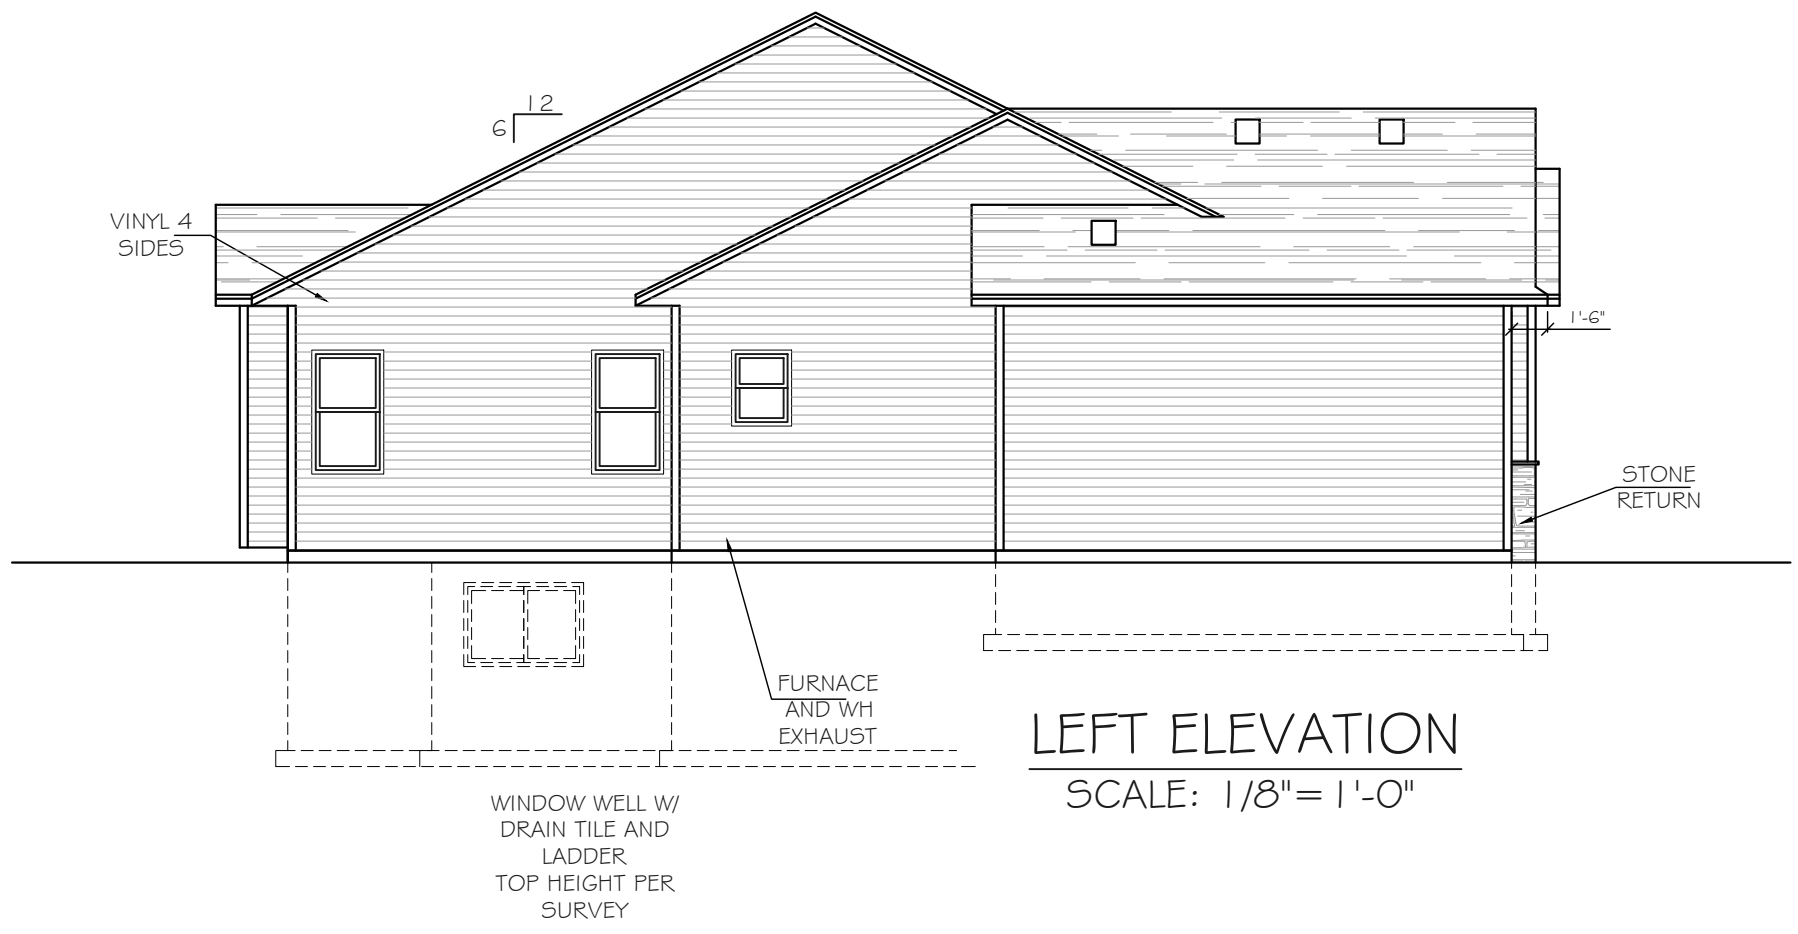 12
6
VINYL 4
SIDES
1'-6"
STONE
RETURN
FURNACE
AND WH
EXHAUST
LEFT ELEVATION
SCALE: 1/8"=1'-0"
WINDOW WELL W/
DRAIN TILE AND
LADDER
TOP HEIGHT PER
SURVEY